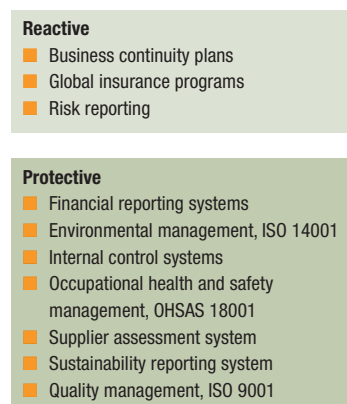 Reactive
Business continuity plans
Global insurance programs
Risk reporting
Protective
Financial reporting systems
Environmental management, ISO 14001
Internal control systems
Occupational health and safety
management, OHSAS 18001
Supplier assessment system
Sustainability reporting system
Quality management, ISO 9001